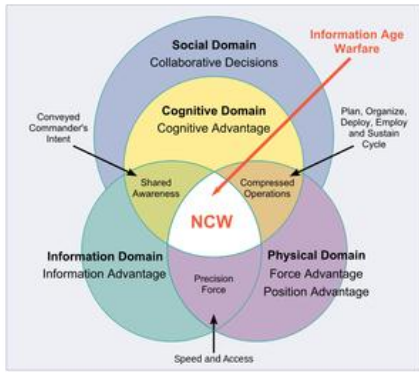 Information Age
Warfare
Social Domain
Collaborative Decisions
Cognitive Domain
Cognitive Advantage
Conveyed
Commander's
Intent
Plan, Organize,
Deploy, Employ
and Sustain
Cycle
Shared
Awareness
Compressed
Operations
NCW
Information Domain
Information Advantage
Physical Domain
Force Advantage
Position Advantage
Precision
Force
Speed and Access